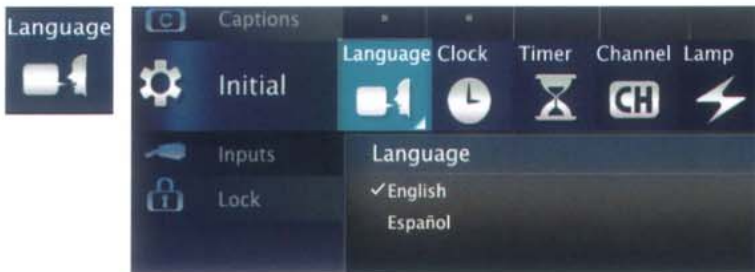 Language
Captions
Language Clock Timer Channel Lamp
Initial
CH
Inputs
Language
✓English
Lock
Español